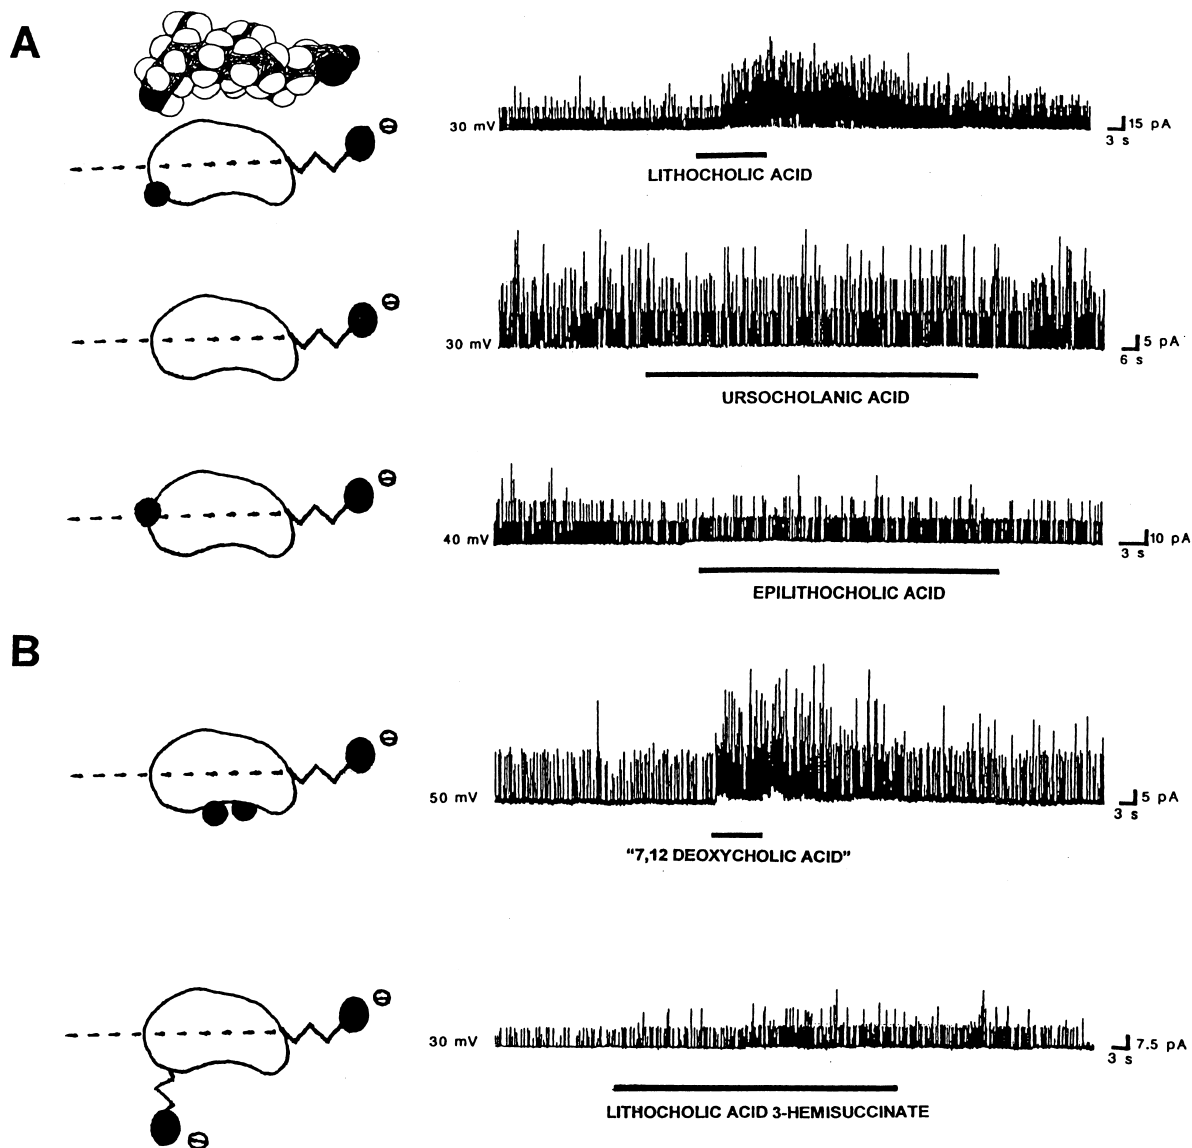 A
30 mV
15 pA
3 s
LITHOCHOLIC ACID
30 mV
5 pA
6 s
URSOCHOLANIC ACID
40 mV
10 pA
3 s
EPILITHOCHOLIC ACID
B
50 mV
5 pA
3 s
"7,12 DEOXYCHOLIC ACID"
30 mV
7.5 pA
3 s
LITHOCHOLIC ACID 3-HEMISUCCINATE